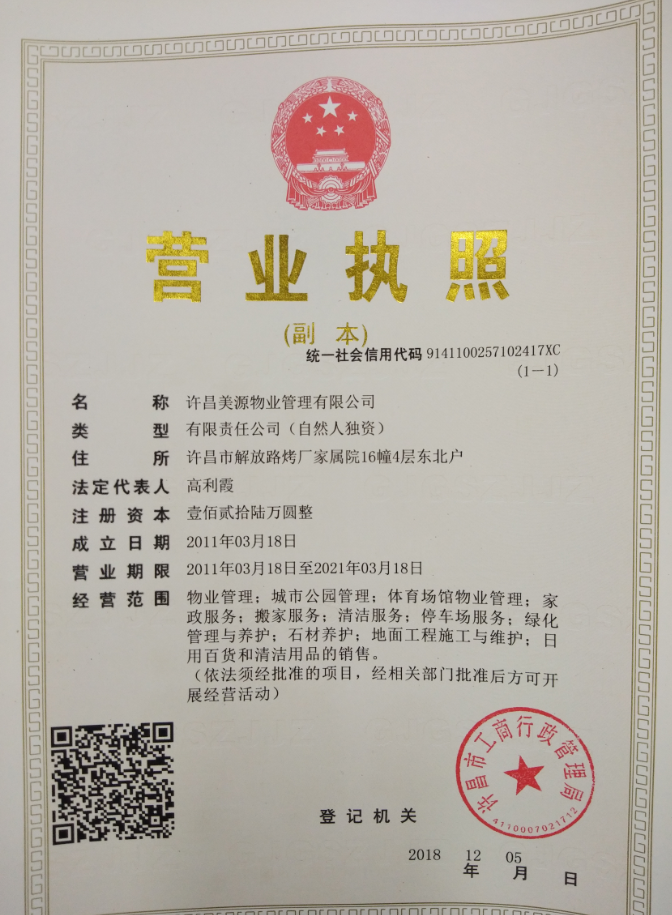 营业执照
(副 本)
统一社会信用代码 9141100257102417XC
(1－1)
名 称 许昌美源物业管理有限公司
类 型 有限责任公司（自然人独资）
住 所 许昌市解放路烤厂家属院16幢4层东北户
法定代表人 高利霞
注册资本 壹佰贰拾陆万圆整
成立日期 2011年03月18日
营业期限 2011年03月18日至2021年03月18日
经营范围 物业管理；城市公园管理；体育场馆物业管理；家
政服务；搬家服务；清洁服务；停车场服务；绿化
管理与养护；石材养护；地面工程施工与维护；日
用百货和清洁用品的销售。
（依法须经批准的项目，经相关部门批准后方可开
展经营活动）
许昌市工商行政管理局
4110007021712
登记机关
2018 12 05
年 月 日